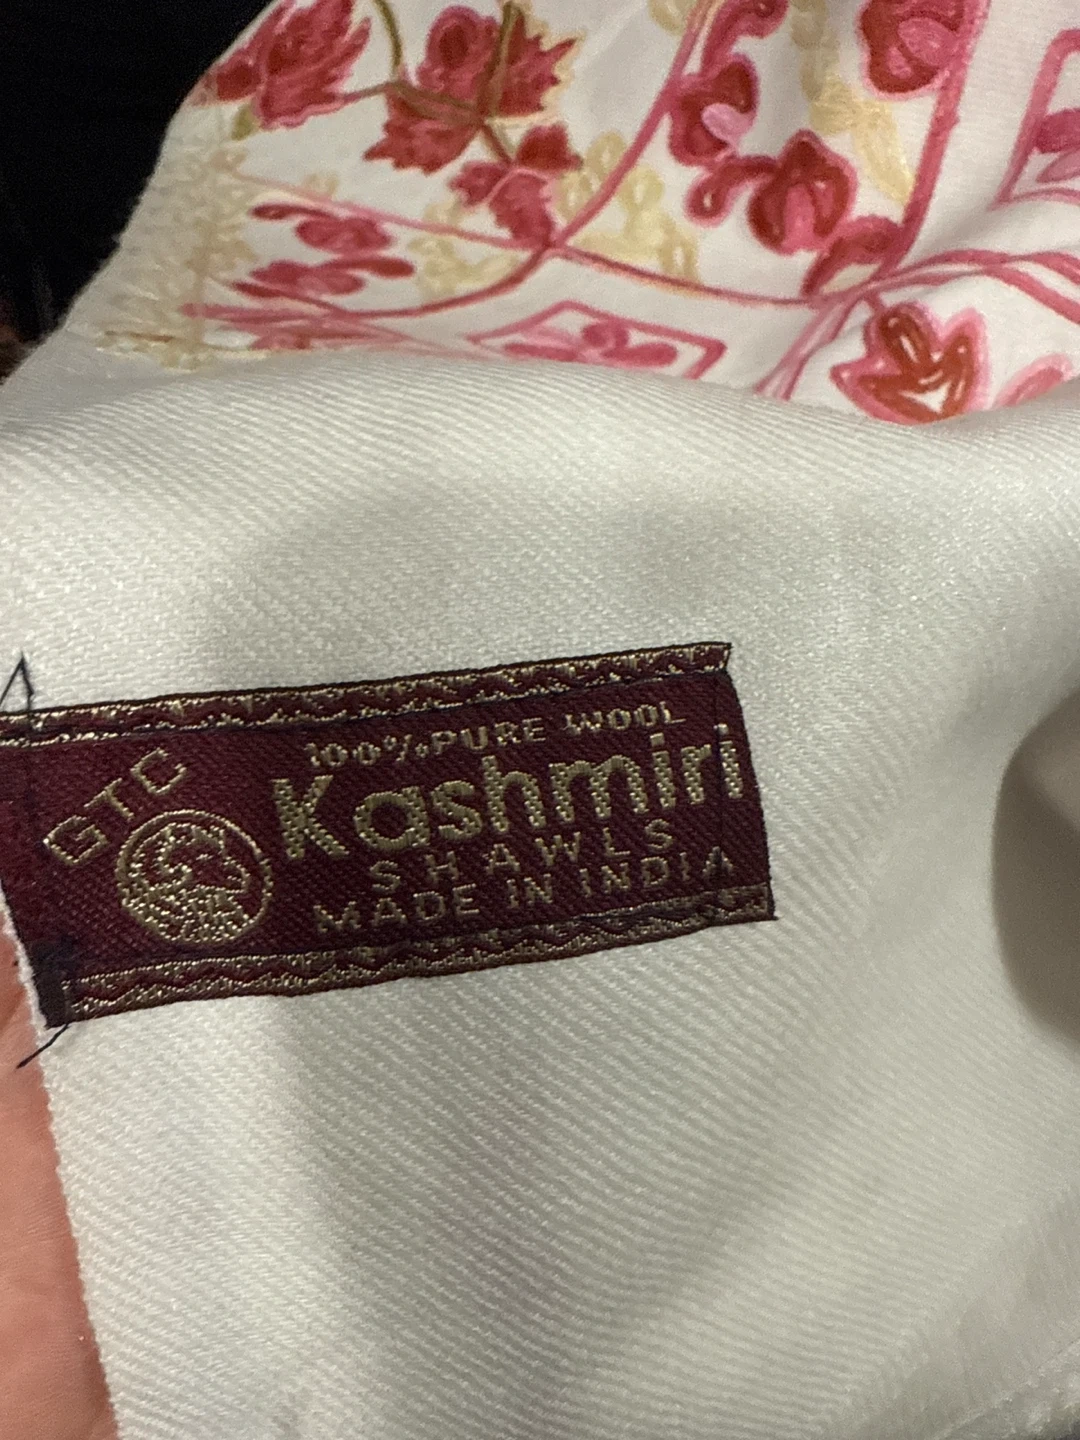 GTC
100% PURE WOOL
Kashmiri
SHAWLS
MADE IN INDIA